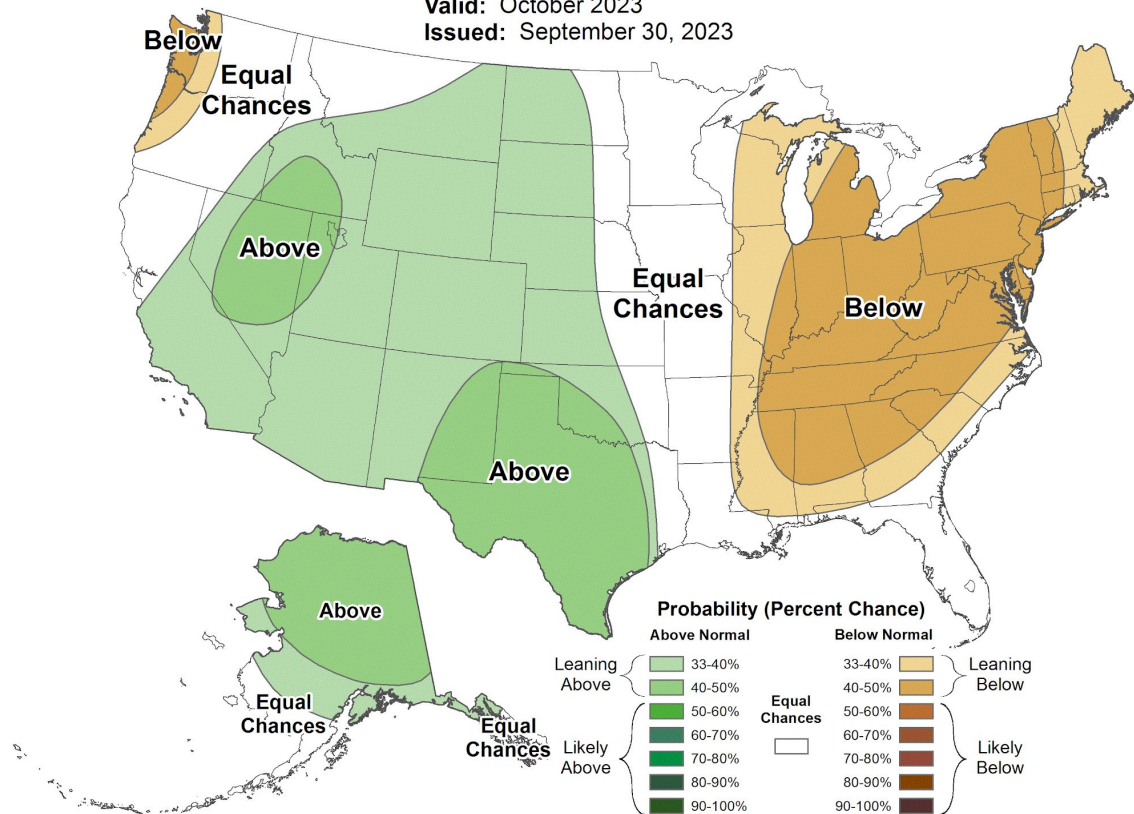 Valid: October 2023
Issued: September 30, 2023
Below
Equal
Chances
Above
Equal
Chances
Below
Above
Above
Equal
Chances
Equal
Chances
Probability (Percent Chance)
Above Normal
Below Normal
Leaning
Above
33-40%
40-50%
Likely
Above
50-60%
60-70%
70-80%
80-90%
90-100%
Equal
Chances
33-40%
40-50%
Leaning
Below
50-60%
60-70%
70-80%
80-90%
90-100%
Likely
Below